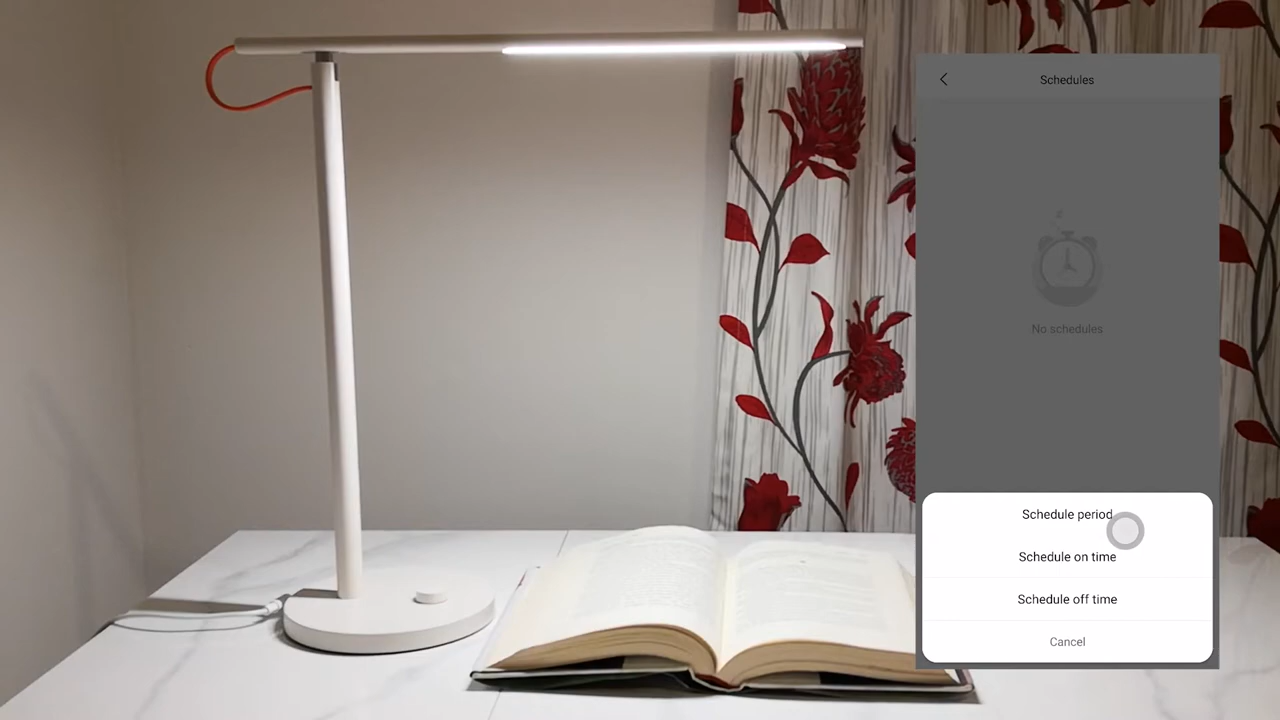 Schedules
No schedules
Schedule period
Schedule on time
Schedule off time
Cancel